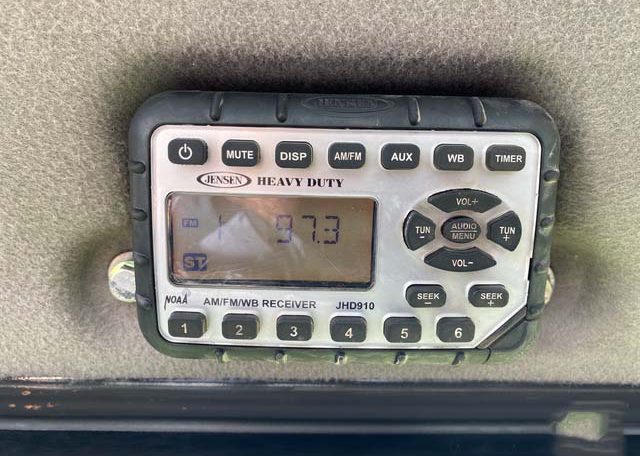 JENSEN
MUTE DISP AM/FM AUX WB TIMER
JENSEN HEAVY DUTY
VOL+
FM 1 97.3
TUN - AUDIO/MENU TUN +
ST
VOL-
NOAA AM/FM/WB RECEIVER JHD910
SEEK - SEEK +
1 2 3 4 5 6